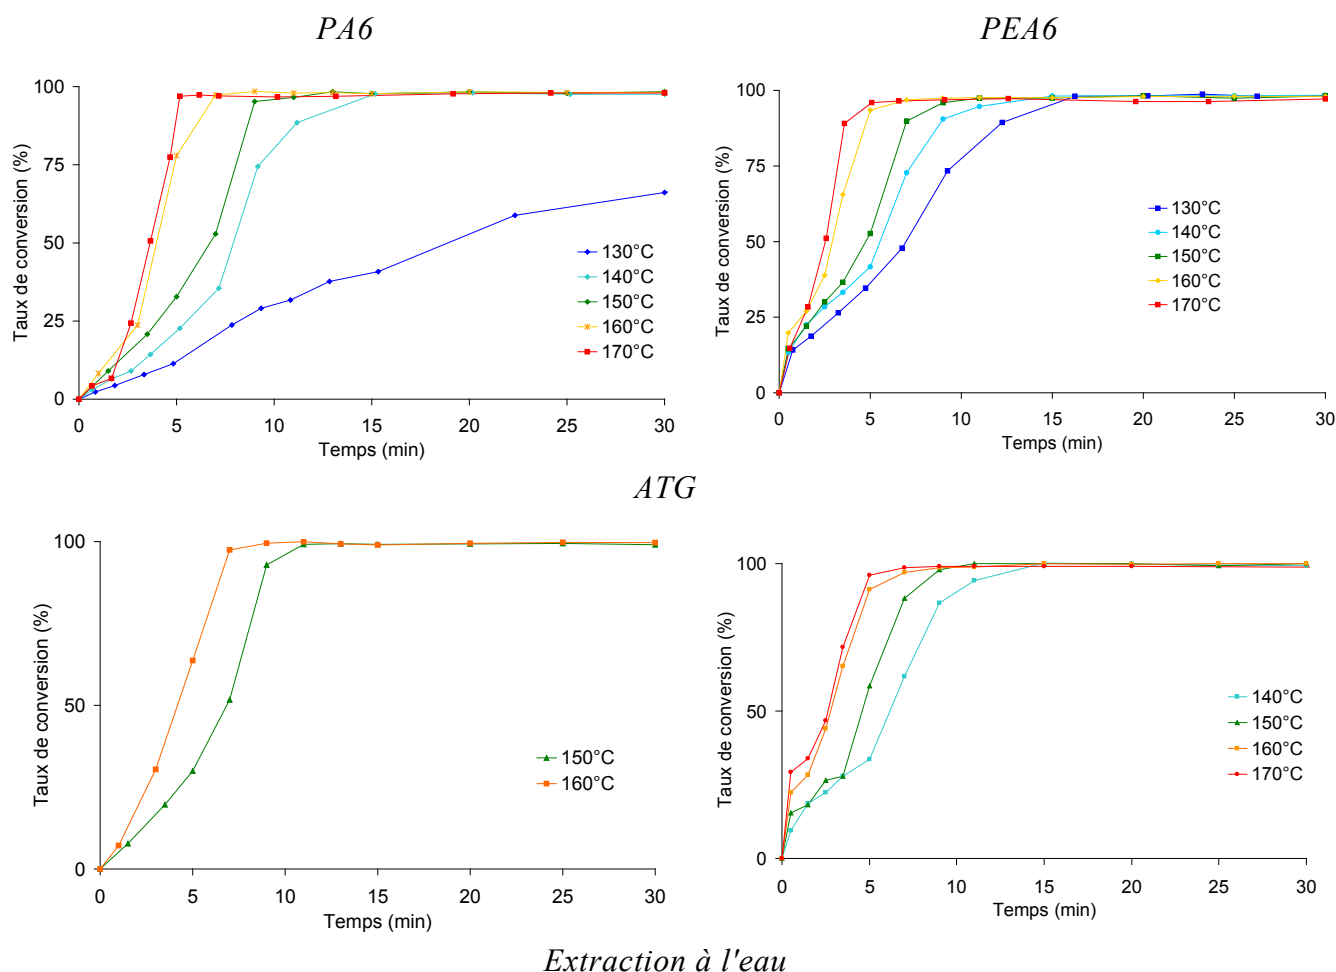 PA6
PEA6
100
75
50
25
0
Taux de conversion (%)
130°C
140°C
150°C
160°C
170°C
0 5 10 15 20 25 30
Temps (min)
100
75
50
25
0
Taux de conversion (%)
130°C
140°C
150°C
160°C
170°C
0 5 10 15 20 25 30
Temps (min)
ATG
100
50
0
Taux de conversion (%)
150°C
160°C
0 5 10 15 20 25 30
Temps (min)
100
50
0
Taux de conversion (%)
140°C
150°C
160°C
170°C
0 5 10 15 20 25 30
Temps (min)
Extraction à l'eau